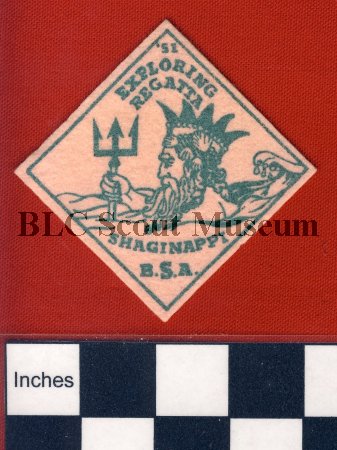 '51
EXPLORING
REGATTA
BLC Scout Museum
SHAGINAPPI
B.S.A.
Inches